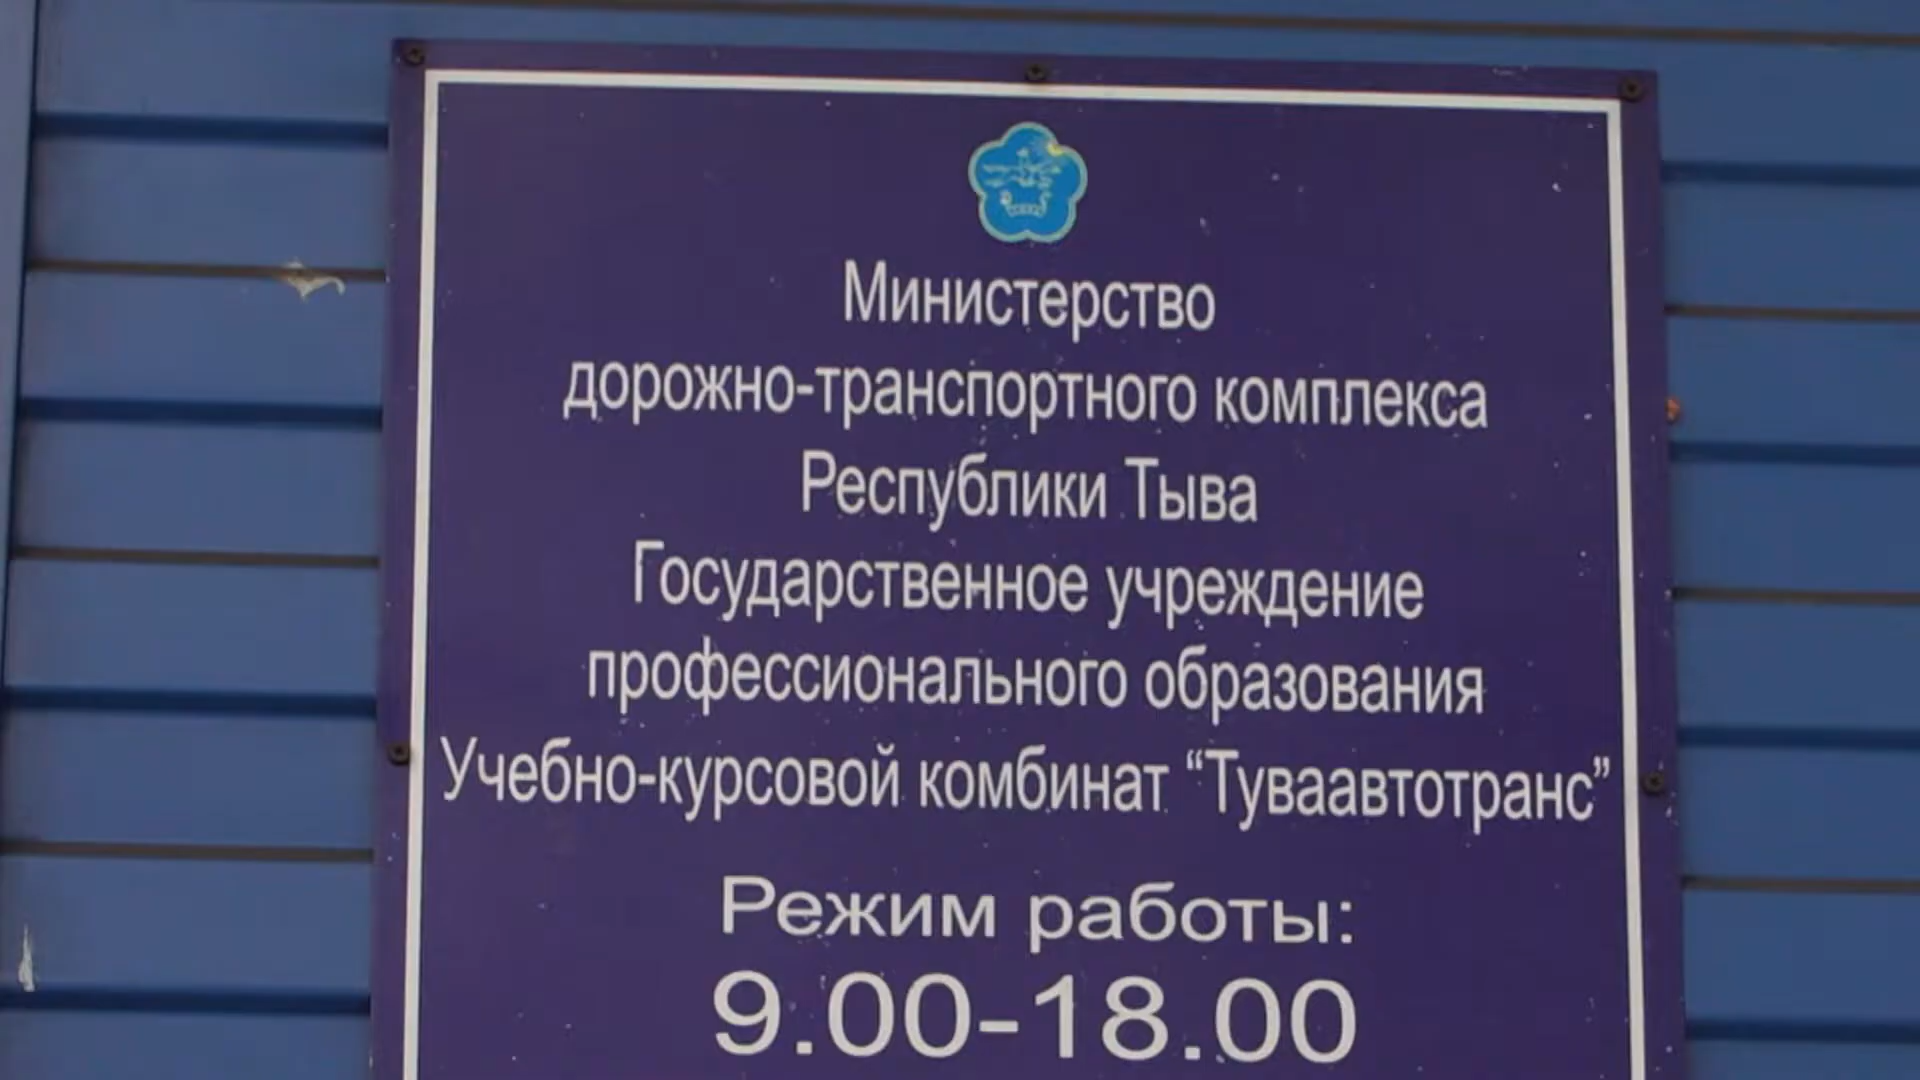 Министерство
дорожно-транспортного комплекса
Республики Тыва
Государственное учреждение
профессионального образования
Учебно-курсовой комбинат “Туваавтотранс”
Режим работы:
9.00-18.00